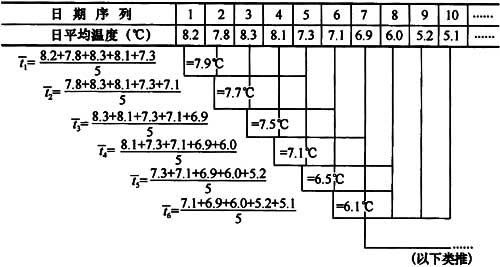 日期序列 1 2 3 4 5 6 7 8 9 10 ……
日平均温度（℃） 8.2 7.8 8.3 8.1 7.3 7.1 6.9 6.0 5.2 5.1 ……
t̅₁=(8.2+7.8+8.3+8.1+7.3)/5 =7.9℃
t̅₂=(7.8+8.3+8.1+7.3+7.1)/5 =7.7℃
t̅₃=(8.3+8.1+7.3+7.1+6.9)/5 =7.5℃
t̅₄=(8.1+7.3+7.1+6.9+6.0)/5 =7.1℃
t̅₅=(7.3+7.1+6.9+6.0+5.2)/5 =6.5℃
t̅₆=(7.1+6.9+6.0+5.2+5.1)/5 =6.1℃
……
(以下类推)